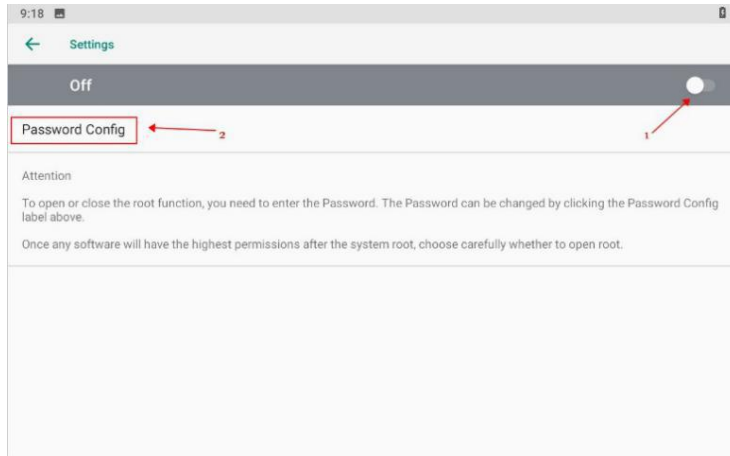 9:18
Settings
Off
Password Config
2
1
Attention
To open or close the root function, you need to enter the Password. The Password can be changed by clicking the Password Config
label above.
Once any software will have the highest permissions after the system root, choose carefully whether to open root.